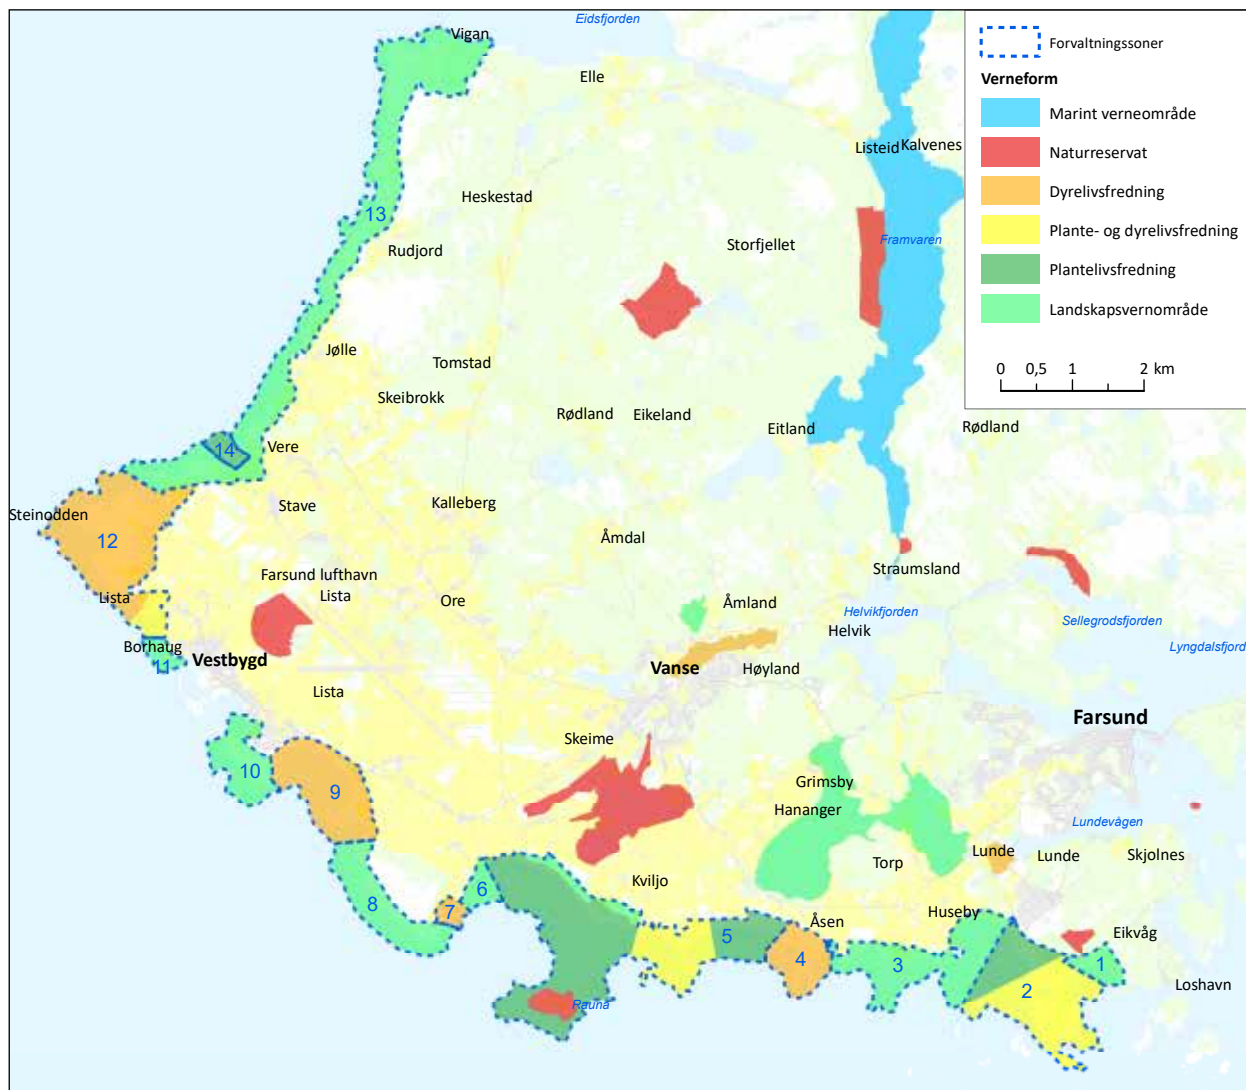 Eidsfjorden
Vigan
Elle
Forvaltningssoner
Verneform
Marint verneområde
Naturreservat
Dyrelivsfredning
Plante- og dyrelivsfredning
Plantelivsfredning
Landskapsvernområde
0 0,5 1 2 km
Listeid
Kalvenes
Heskestad
13
Rudjord
Storfjellet
Framvaren
Jølle
Tomstad
Skeibrokk
Rødland
Eikeland
Eitland
Rødland
14
Vere
Steinodden
Stave
Kalleberg
12
Åmdal
Straumsland
Farsund lufthavn
Lista
Lista
Ore
Åmland
Helvikfjorden
Helvik
Sellegrodsfjorden
Borhaug
11
Vestbygd
Vanse
Høyland
Lyngdalsfjord
Lista
Farsund
Skeime
10
9
Grimsby
Hananger
Lundevågen
Torp
Lunde
Lunde
Skjolnes
Kviljo
6
8
7
Åsen
Huseby
5
4
3
Eikvåg
1
2
Loshavn
Rauna